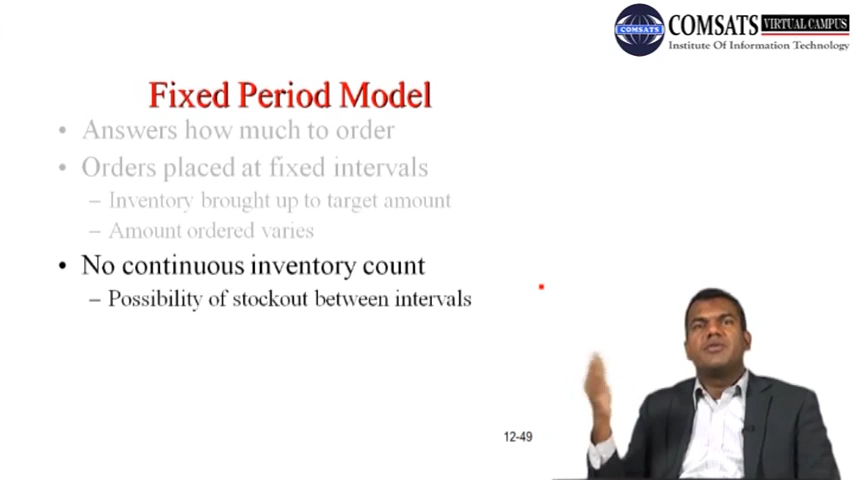 COMSATS
COMSATS VIRTUAL CAMPUS
Institute Of Information Technology
Fixed Period Model
• Answers how much to order
• Orders placed at fixed intervals
– Inventory brought up to target amount
– Amount ordered varies
• No continuous inventory count
– Possibility of stockout between intervals
12-49